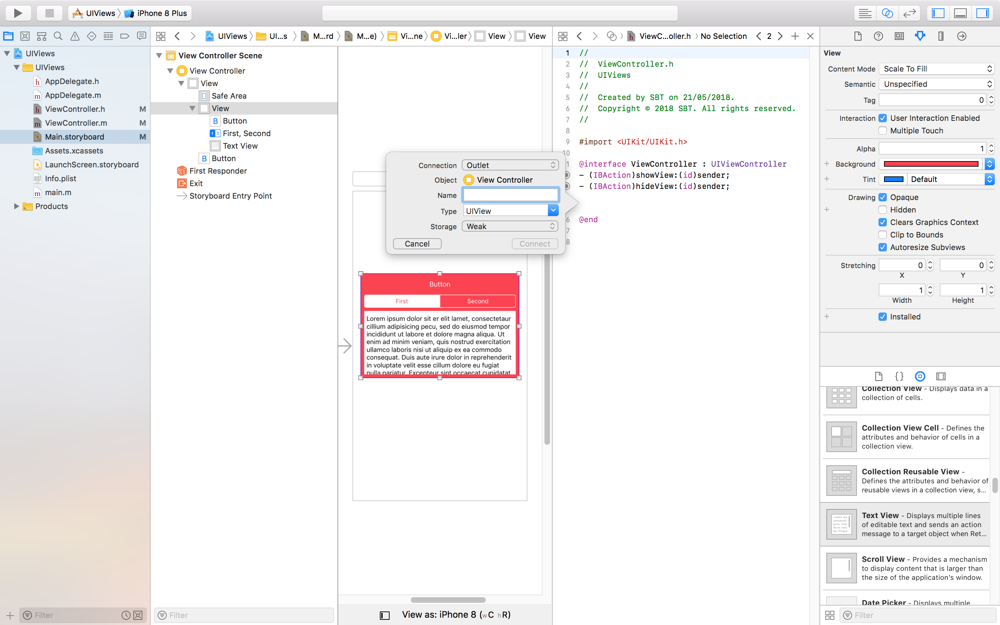 UIViews
iPhone 8 Plus
UIViews
UI...s
M...rd
M...e)
Vi...ne
Vi...ler
View
View
ViewC...oller.h
No Selection
2
UIViews
UIViews
AppDelegate.h
AppDelegate.m
ViewController.h M
ViewController.m M
Main.storyboard M
Assets.xcassets
LaunchScreen.storyboard
Info.plist
main.m
Products
Filter
View Controller Scene
View Controller
View
Safe Area
View
B Button
1 2 First, Second
Text View
B Button
First Responder
Exit
Storyboard Entry Point
Filter
Connection Outlet
Object View Controller
Name
Type UIView
Storage Weak
Cancel Connect
Button
First Second
Lorem ipsum dolor sit er elit lamet, consectetaur
cillium adipisicing pecu, sed do eiusmod tempor
incididunt ut labore et dolore magna aliqua. Ut
enim ad minim veniam, quis nostrud exercitation
ullamco laboris nisi ut aliquip ex ea commodo
consequat. Duis aute irure dolor in reprehenderit
in voluptate velit esse cillum dolore eu fugiat
nulla pariatur. Excepteur sint occaecat cupidatat
View as: iPhone 8 (wC hR)
1 //
2 //  ViewController.h
3 //  UIViews
4 //
5 //  Created by SBT on 21/05/2018.
6 //  Copyright © 2018 SBT. All rights reserved.
7 //
8
9 #import <UIKit/UIKit.h>
10
1 @interface ViewController : UIViewController
- (IBAction)showView:(id)sender;
- (IBAction)hideView:(id)sender;
6 @end
7
8
View
Content Mode Scale To Fill
Semantic Unspecified
Tag 0
Interaction User Interaction Enabled
Multiple Touch
Alpha 1
Background
Tint Default
Drawing Opaque
Hidden
Clears Graphics Context
Clip to Bounds
Autoresize Subviews
Stretching 0 0
X Y
1 1
Width Height
Installed
{}
Collection View - Displays data in a
collection of cells.
Collection View Cell - Defines the
attributes and behavior of cells in a
collection view.
Collection Reusable View -
Defines the attributes and behavior of
reusable views in a collection view, s...
Text View - Displays multiple lines
of editable text and sends an action
message to a target object when Ret...
Scroll View - Provides a mechanism
to display content that is larger than
the size of the application's window.
Date Picker - Displays multiple
Filter